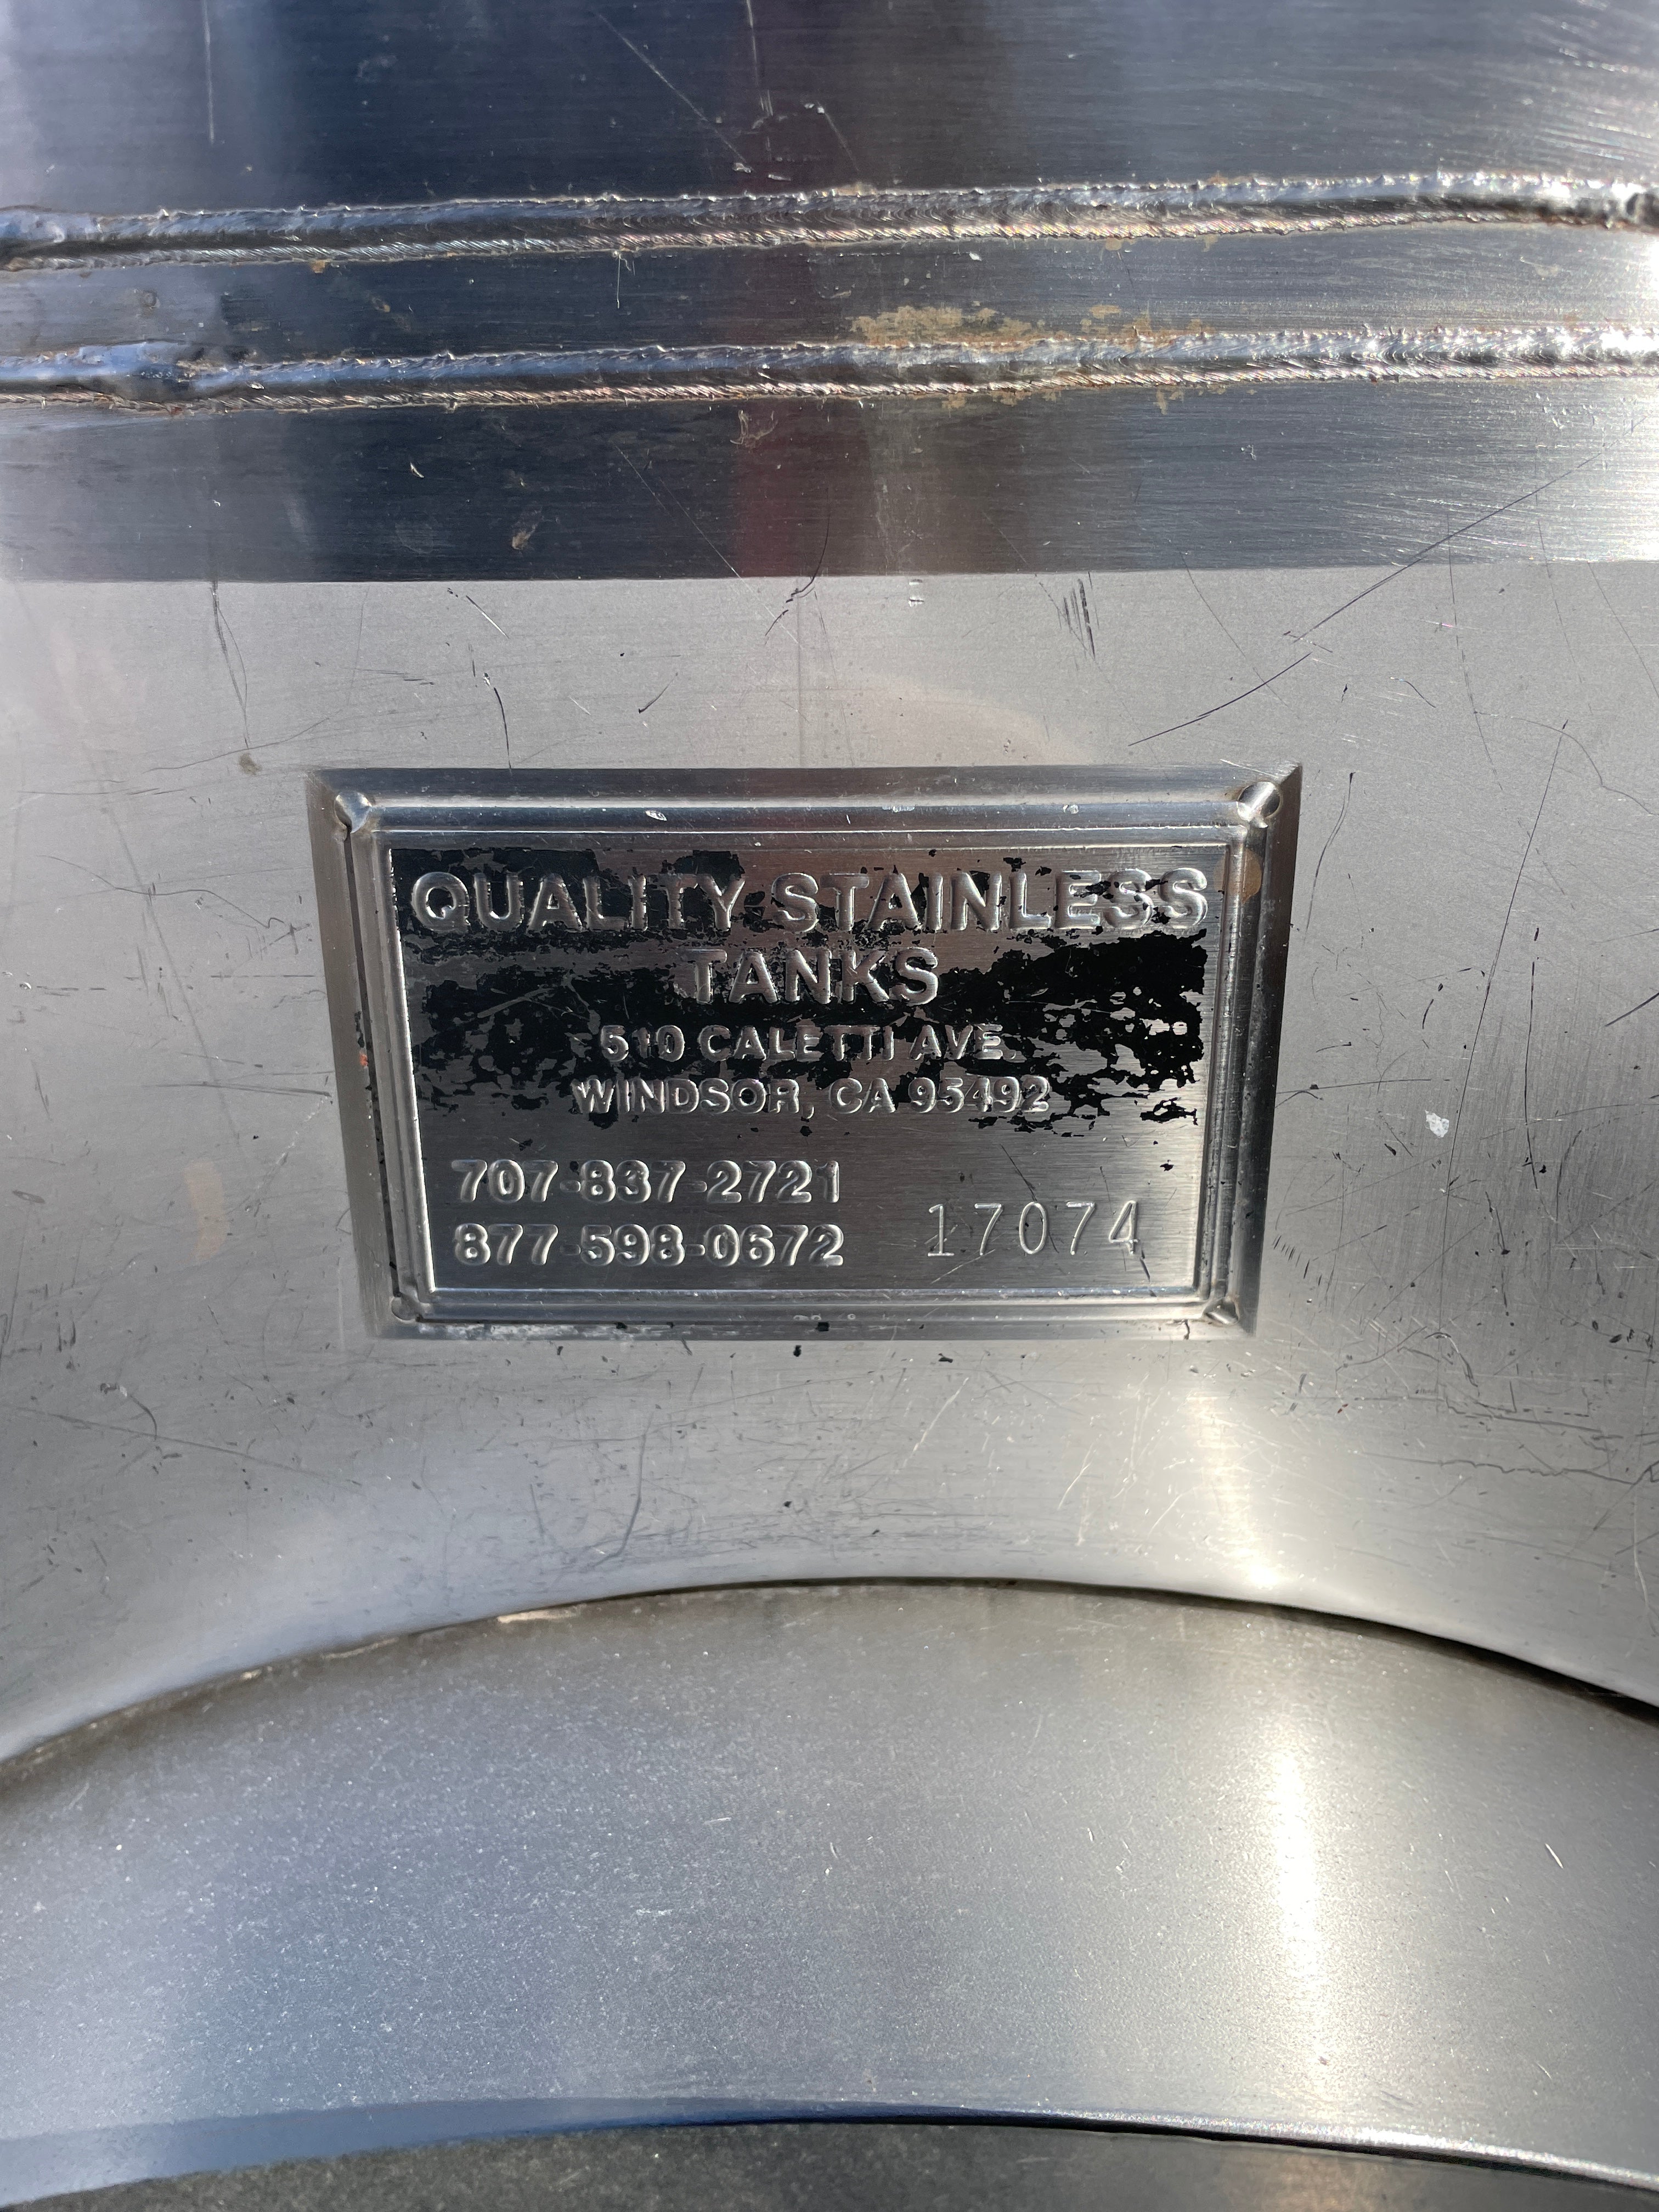 QUALITY STAINLESS
TANKS
510 CALETTI AVE.
WINDSOR, CA 95492
707-837-2721
877-598-0672 17074